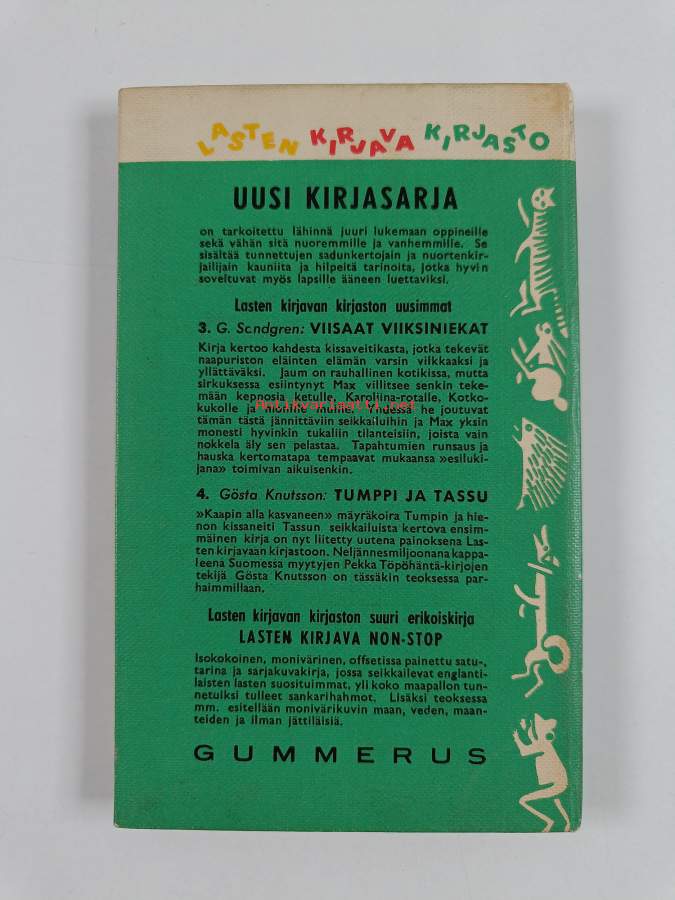 LASTEN KIRJAVA KIRJASTO
UUSI KIRJASARJA
on tarkoitettu lähinnä juuri lukemaan oppineille
sekä vähän sitä nuoremmille ja vanhemmille. Se
sisältää tunnettujen sadunkertojain ja nuortenkir-
jailijain kauniita ja hilpeitä tarinoita, jotka hyvin
soveltuvat myös lapsille ääneen luettaviksi.
Lasten kirjavan kirjaston uusimmat
3. G. Sandgren: VIISAAT VIIKSINIEKAT
Kirja kertoo kahdesta kissaveitikasta, jotka tekevät
naapuriston eläinten elämän varsin vilkkaaksi ja
yllättäväksi. Jaum on rauhallinen kotikissa, mutta
sirkuksessa esiintynyt Max villitsee senkin teke-
mään kepposia ketulle, Karoliina-rotalle, Kotko-
kukolle ja monille muille. Yhdessä he joutuvat
tämän tästä jännittäviin seikkailuihin ja Max yksin
monesti hyvinkin tukaliin tilanteisiin, joista vain
nokkela äly sen pelastaa. Tapahtumien runsaus ja
hauska kertomatapa tempaavat mukaansa »esiluki-
jana» toimivan aikuisenkin.
4. Gösta Knutsson: TUMPPI JA TASSU
»Kaapin alla kasvaneen» mäyräkoira Tumpin ja hie-
non kissaneiti Tassun seikkailuista kertova ensim-
mäinen kirja on nyt liitetty uutena painoksena Las-
ten kirjavaan kirjastoon. Neljännesmiljoonana kappa-
leena Suomessa myytyjen Pekka Töpöhäntä-kirjojen
tekijä Gösta Knutsson on tässäkin teoksessa par-
haimmillaan.
Lasten kirjavan kirjaston suuri erikoiskirja
LASTEN KIRJAVA NON-STOP
Isokokoinen, monivärinen, offsetissa painettu satu-,
tarina ja sarjakuvakirja, jossa seikkailevat englanti-
laisten lasten suosituimmat, yli koko maapallon tun-
netuiksi tulleet sankarihahmot. Lisäksi teoksessa
mm. esitellään monivärikuvin maan, veden, maan-
teiden ja ilman jättiläisiä.
GUMMERUS
Antikvariaatti.net